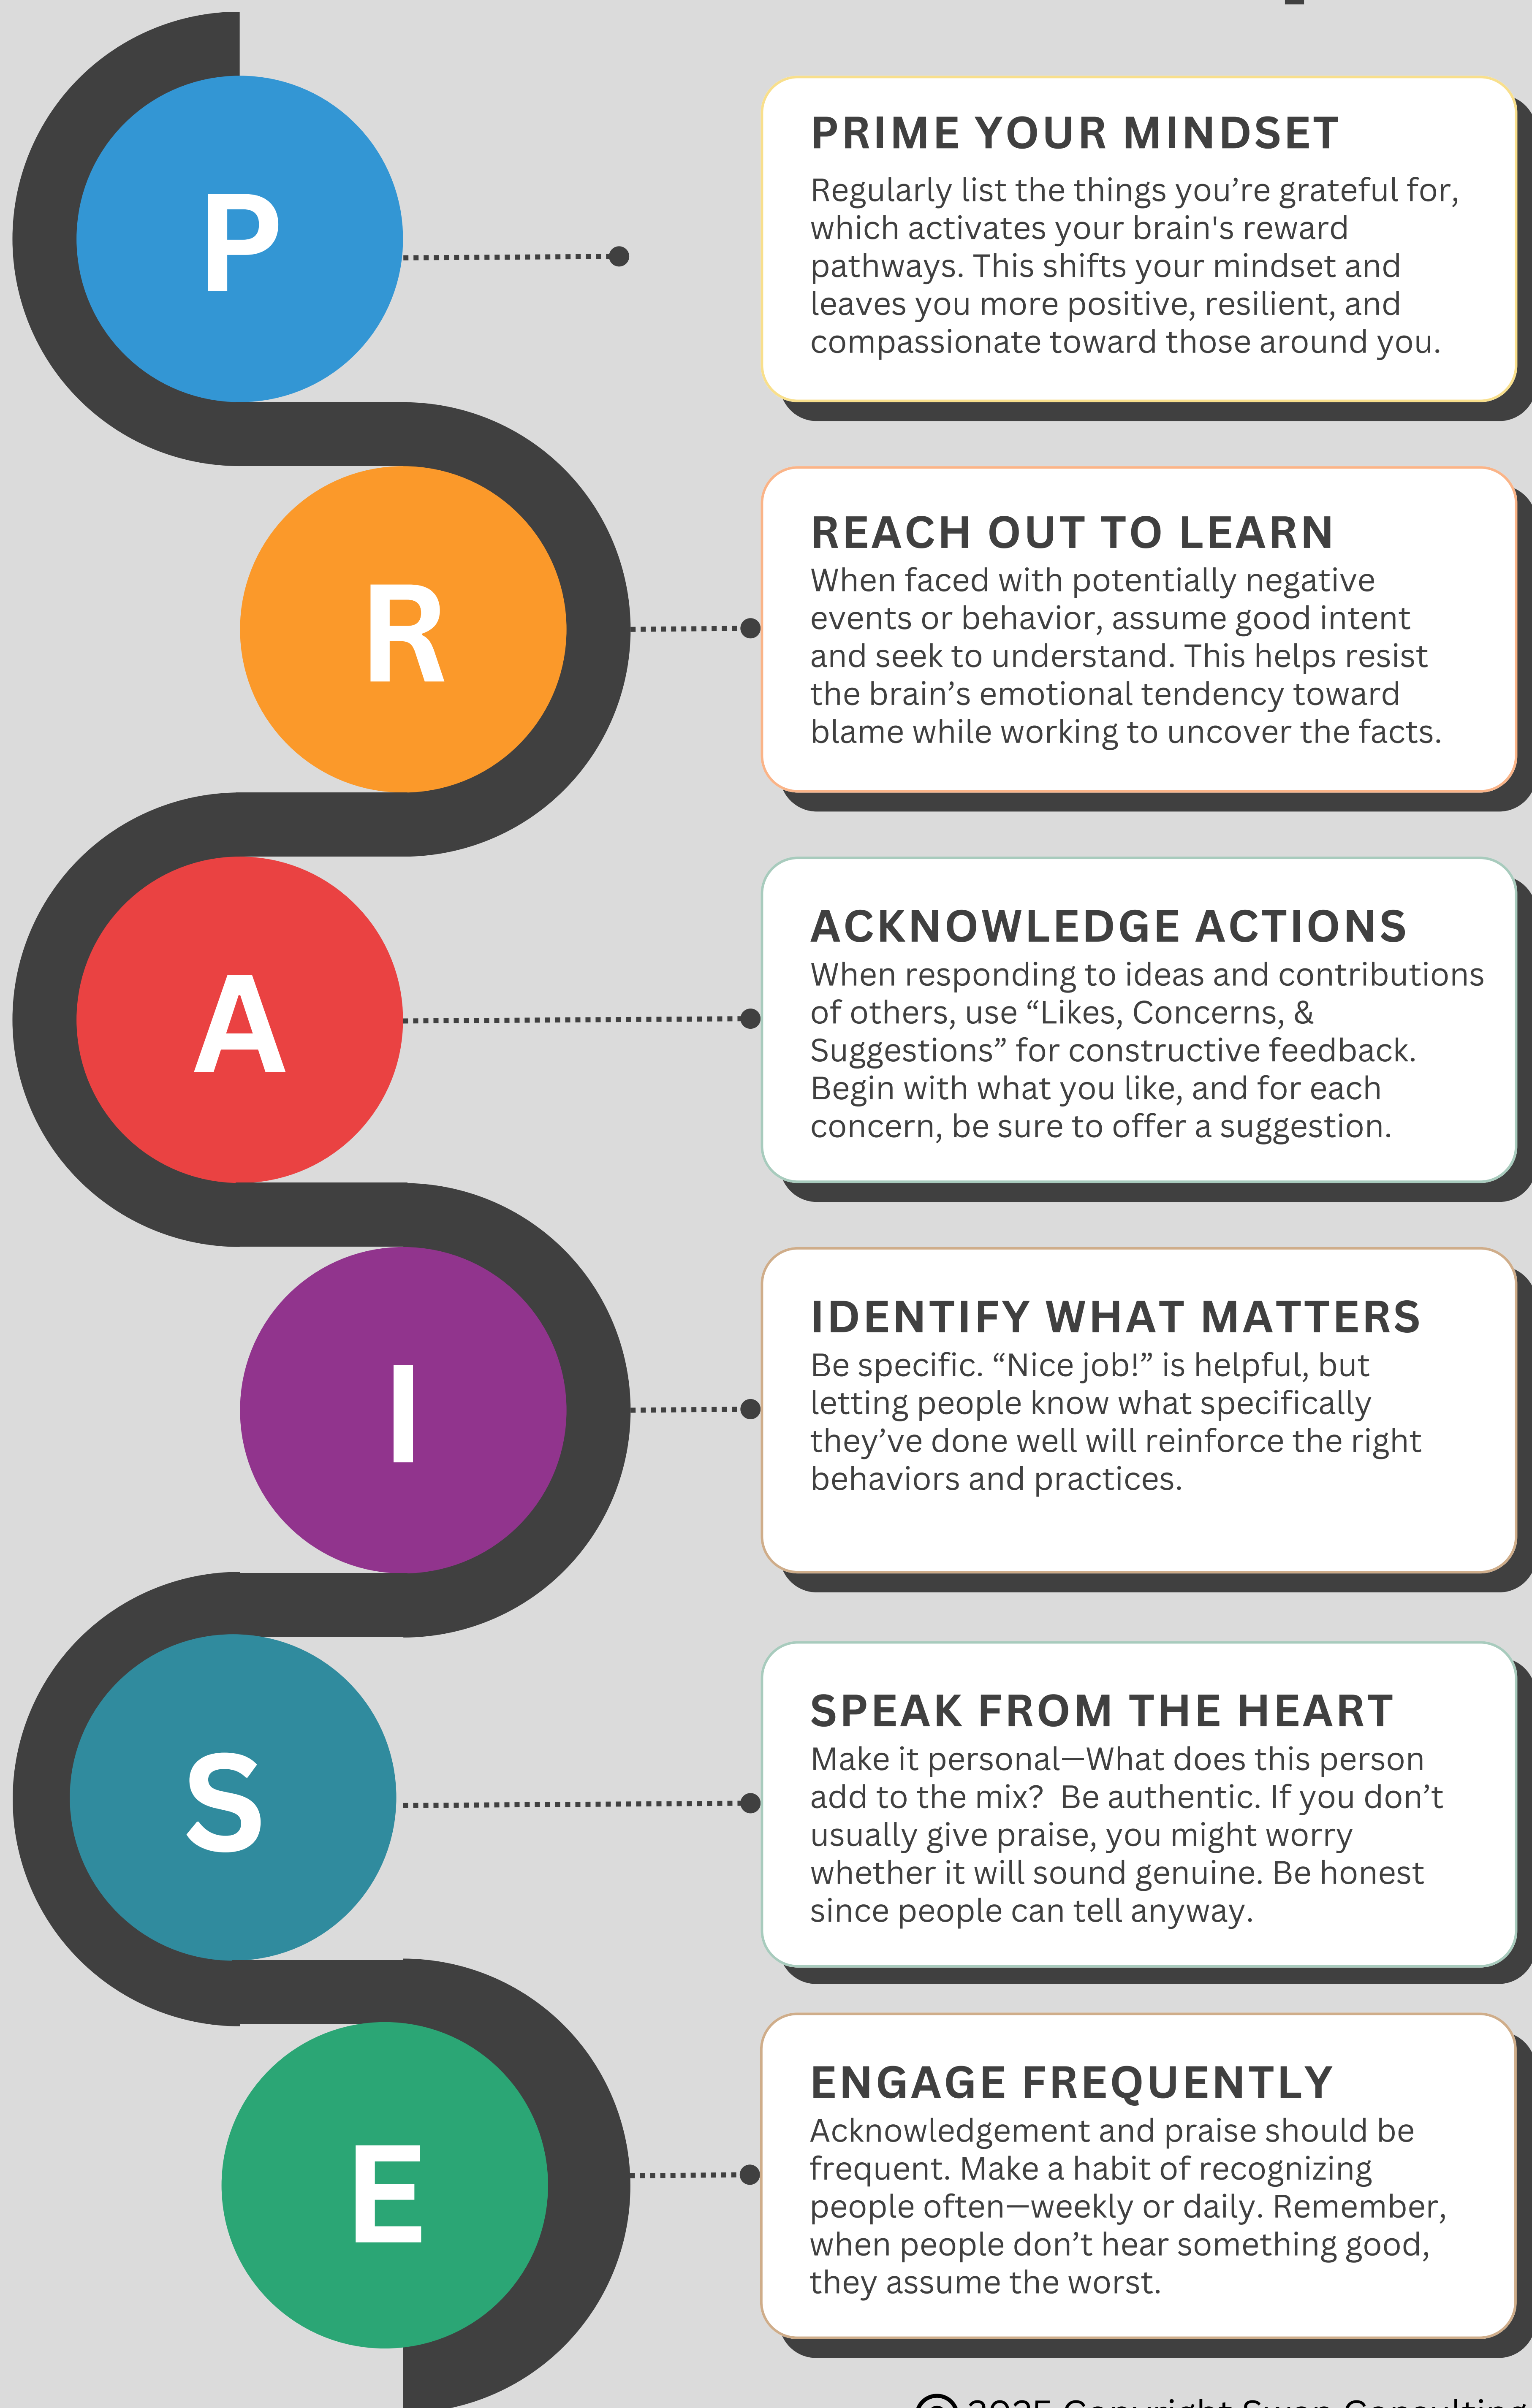 P
PRIME YOUR MINDSET
Regularly list the things you’re grateful for,
which activates your brain's reward
pathways. This shifts your mindset and
leaves you more positive, resilient, and
compassionate toward those around you.
R
REACH OUT TO LEARN
When faced with potentially negative
events or behavior, assume good intent
and seek to understand. This helps resist
the brain’s emotional tendency toward
blame while working to uncover the facts.
A
ACKNOWLEDGE ACTIONS
When responding to ideas and contributions
of others, use “Likes, Concerns, &
Suggestions” for constructive feedback.
Begin with what you like, and for each
concern, be sure to offer a suggestion.
I
IDENTIFY WHAT MATTERS
Be specific. “Nice job!” is helpful, but
letting people know what specifically
they’ve done well will reinforce the right
behaviors and practices.
S
SPEAK FROM THE HEART
Make it personal—What does this person
add to the mix?  Be authentic. If you don’t
usually give praise, you might worry
whether it will sound genuine. Be honest
since people can tell anyway.
E
ENGAGE FREQUENTLY
Acknowledgement and praise should be
frequent. Make a habit of recognizing
people often—weekly or daily. Remember,
when people don’t hear something good,
they assume the worst.
© 2025 Copyright Swan Consulting